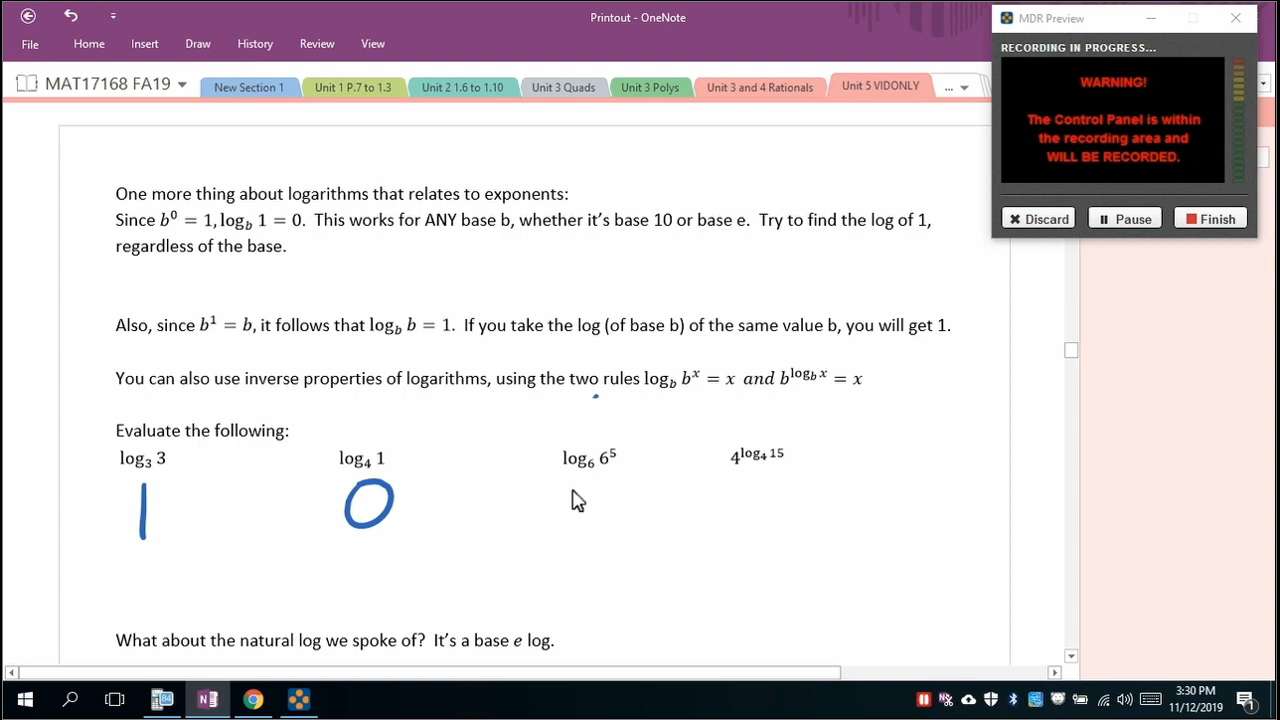 Printout - OneNote
MDR Preview
File Home Insert Draw History Review View
RECORDING IN PROGRESS...
WARNING!
The Control Panel is within
the recording area and
WILL BE RECORDED.
Discard Pause Finish
MAT17168 FA19 New Section 1 Unit 1 P.7 to 1.3 Unit 2 1.6 to 1.10 Unit 3 Quads Unit 3 Polys Unit 3 and 4 Rationals Unit 5 VIDONLY ...
One more thing about logarithms that relates to exponents:
Since b⁰ = 1, log_b 1 = 0. This works for ANY base b, whether it's base 10 or base e. Try to find the log of 1,
regardless of the base.
Also, since b¹ = b, it follows that log_b b = 1. If you take the log (of base b) of the same value b, you will get 1.
You can also use inverse properties of logarithms, using the two rules log_b b^x = x and b^(log_b x) = x
Evaluate the following:
log₃ 3 log₄ 1 log₆ 6⁵ 4^(log₄ 15)
1 0
What about the natural log we spoke of? It's a base e log.
3:30 PM
11/12/2019
1